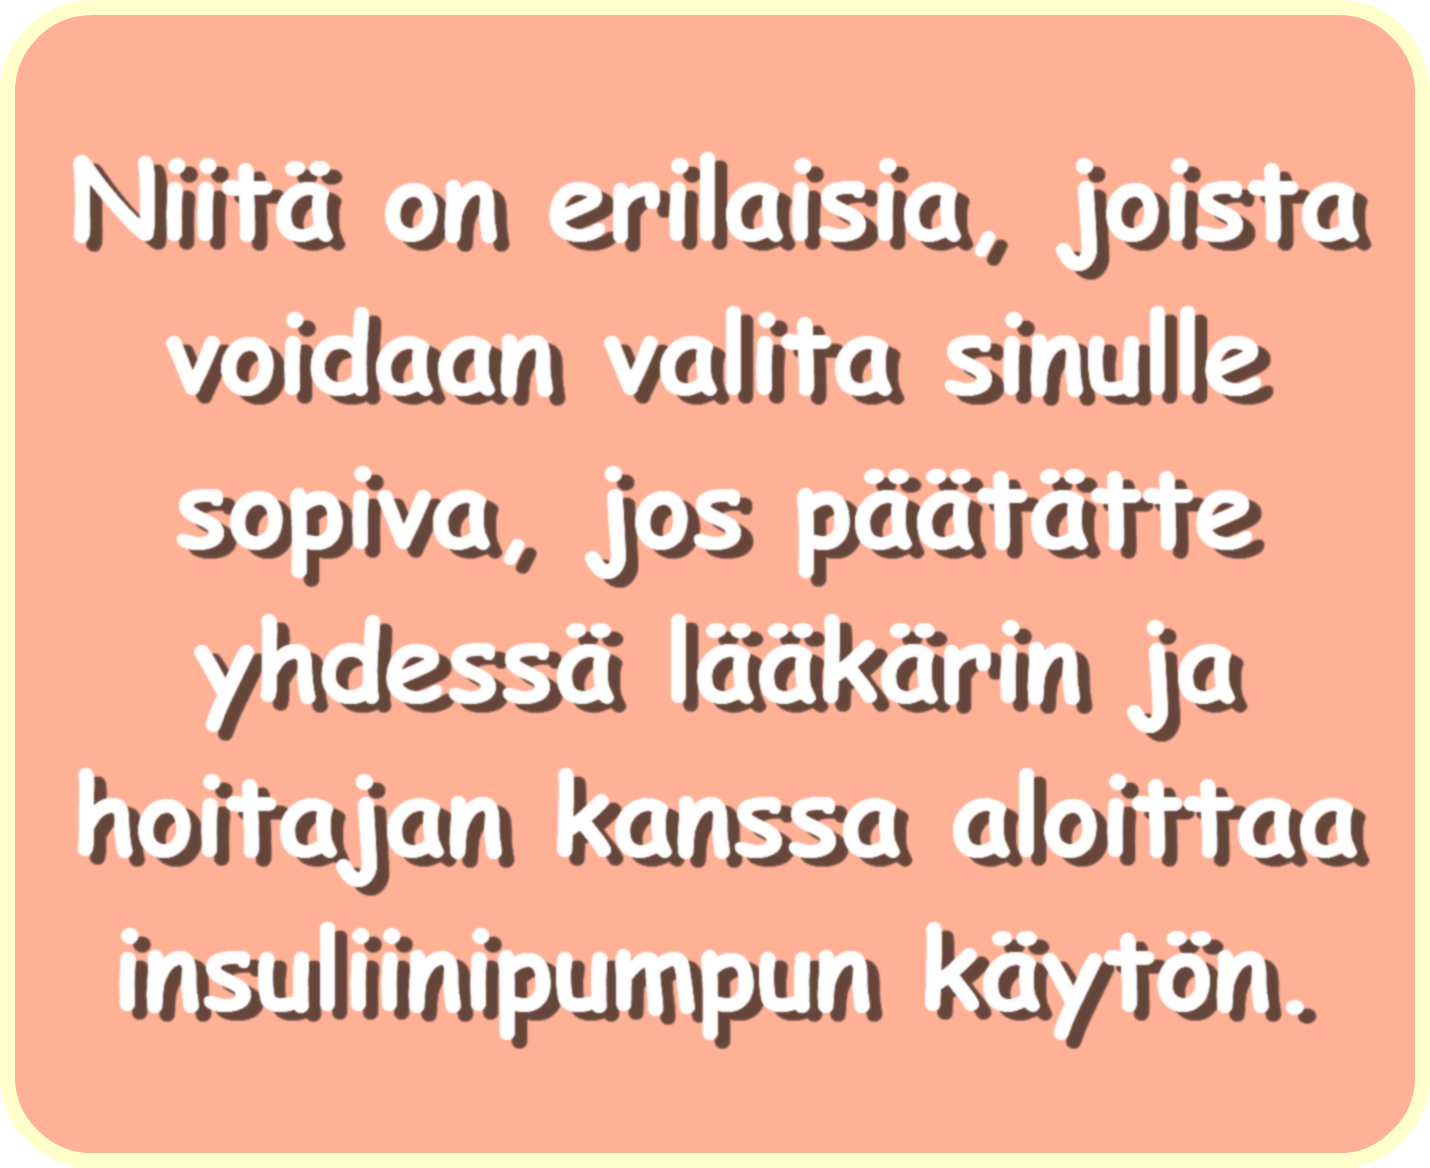 Niitä on erilaisia, joista
voidaan valita sinulle
sopiva, jos päätätte
yhdessä lääkärin ja
hoitajan kanssa aloittaa
insuliinipumpun käytön.